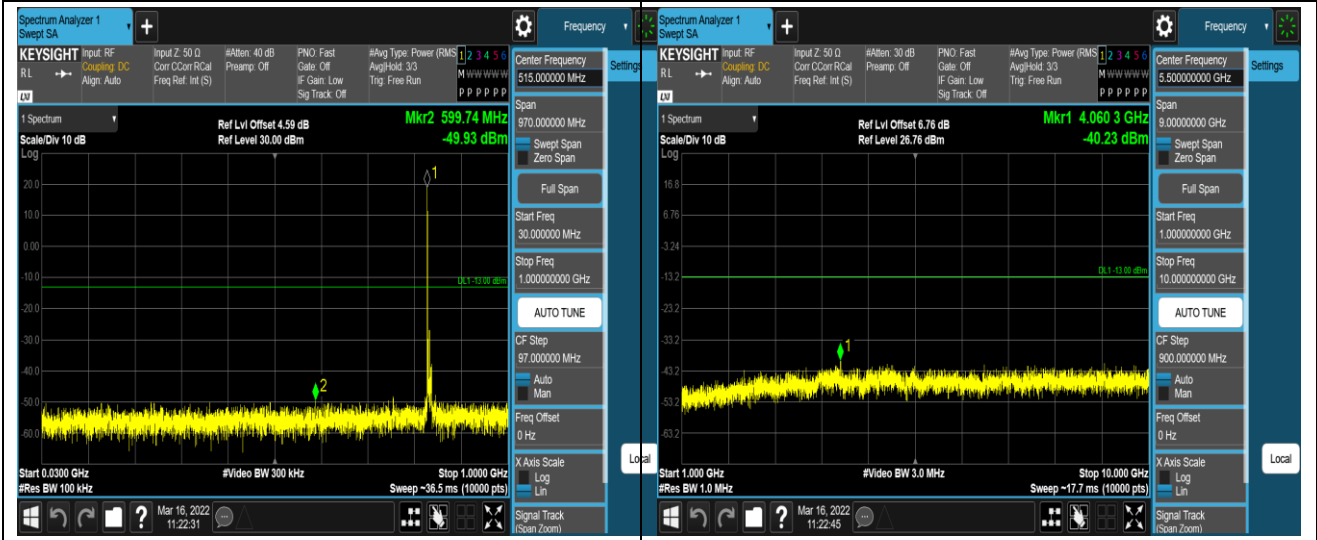 Spectrum Analyzer 1
Swept SA
Frequency
KEYSIGHT
Input: RF
Input Z: 50 Ω
#Atten: 40 dB
PNO: Fast
#Avg Type: Power (RMS
1 2 3 4 5 6
RL
Coupling: DC
Corr CCorr RCal
Preamp: Off
Gate: Off
Avg|Hold: 3/3
M W W W W W
Align: Auto
Freq Ref: Int (S)
IF Gain: Low
Trig: Free Run
Sig Track: Off
P P P P P P
LXI
1 Spectrum
Ref Lvl Offset 4.59 dB
Mkr2 599.74 MHz
Scale/Div 10 dB
Ref Level 30.00 dBm
-49.93 dBm
Log
1
20.0
10.0
0.00
-10.0
DL1 -13.00 dBm
-20.0
-30.0
-40.0
2
-50.0
-60.0
Start 0.0300 GHz
#Video BW 300 kHz
Stop 1.0000 GHz
#Res BW 100 kHz
Sweep ~36.5 ms (10000 pts)
Center Frequency
515.000000 MHz
Settings
Span
970.000000 MHz
Swept Span
Zero Span
Full Span
Start Freq
30.000000 MHz
Stop Freq
1.000000000 GHz
AUTO TUNE
CF Step
97.000000 MHz
Auto
Man
Freq Offset
0 Hz
X Axis Scale
Log
Lin
Local
Signal Track
(Span Zoom)
?
Mar 16, 2022
11:22:31
Spectrum Analyzer 1
Swept SA
Frequency
KEYSIGHT
Input: RF
Input Z: 50 Ω
#Atten: 30 dB
PNO: Fast
#Avg Type: Power (RMS
1 2 3 4 5 6
RL
Coupling: DC
Corr CCorr RCal
Preamp: Off
Gate: Off
Avg|Hold: 3/3
M W W W W W
Align: Auto
Freq Ref: Int (S)
IF Gain: Low
Trig: Free Run
Sig Track: Off
P P P P P P
LXI
1 Spectrum
Ref Lvl Offset 6.76 dB
Mkr1 4.060 3 GHz
Scale/Div 10 dB
Ref Level 26.76 dBm
-40.23 dBm
Log
16.8
6.76
-3.24
DL1 -13.00 dBm
-13.2
-23.2
-33.2
1
-43.2
-53.2
-63.2
Start 1.000 GHz
#Video BW 3.0 MHz
Stop 10.000 GHz
#Res BW 1.0 MHz
Sweep ~17.7 ms (10000 pts)
Center Frequency
5.500000000 GHz
Settings
Span
9.00000000 GHz
Swept Span
Zero Span
Full Span
Start Freq
1.000000000 GHz
Stop Freq
10.000000000 GHz
AUTO TUNE
CF Step
900.000000 MHz
Auto
Man
Freq Offset
0 Hz
X Axis Scale
Log
Lin
Local
Signal Track
(Span Zoom)
?
Mar 16, 2022
11:22:45